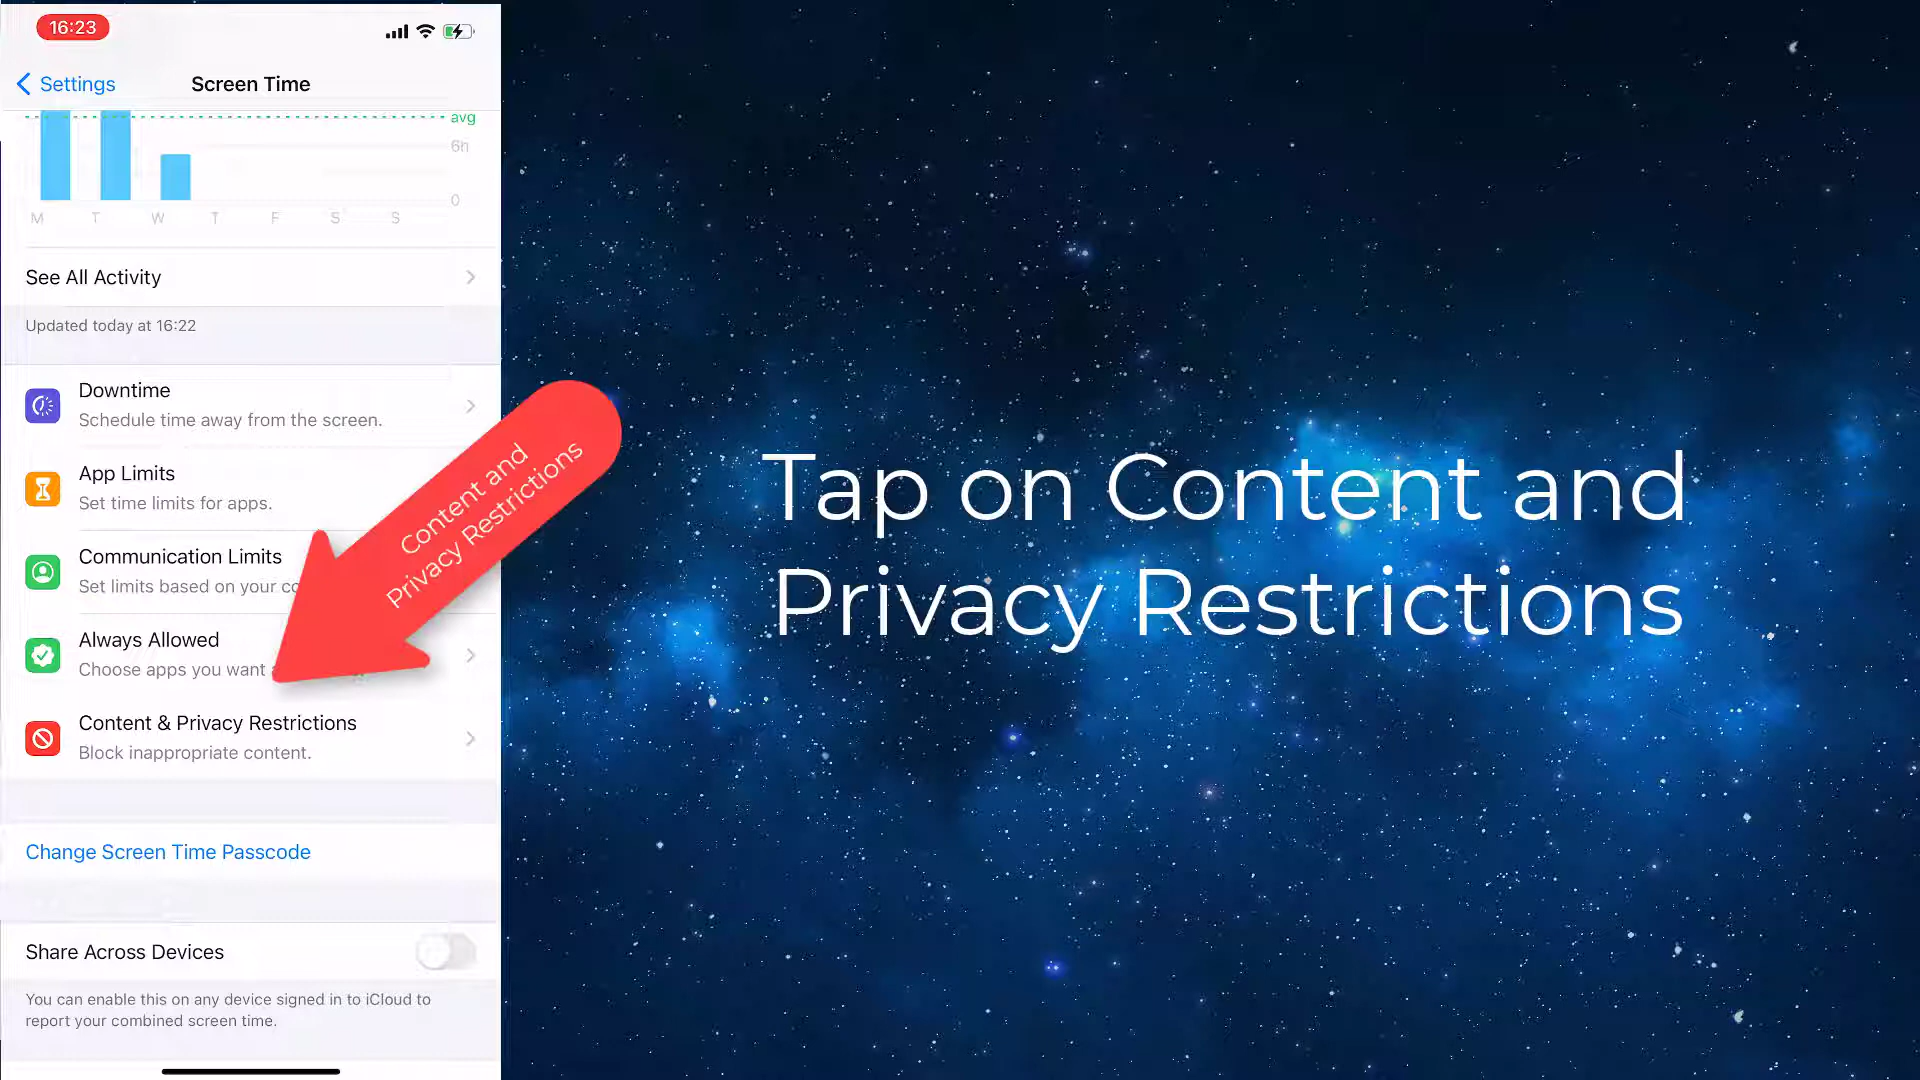 16:23
Settings
Screen Time
avg
6h
0
M T W T F S S
See All Activity
Updated today at 16:22
Downtime
Schedule time away from the screen.
App Limits
Set time limits for apps.
Content and
Privacy Restrictions
Communication Limits
Set limits based on your
Always Allowed
Choose apps you want
Content & Privacy Restrictions
Block inappropriate content.
Change Screen Time Passcode
Share Across Devices
You can enable this on any device signed in to iCloud to
report your combined screen time.
Tap on Content and
Privacy Restrictions